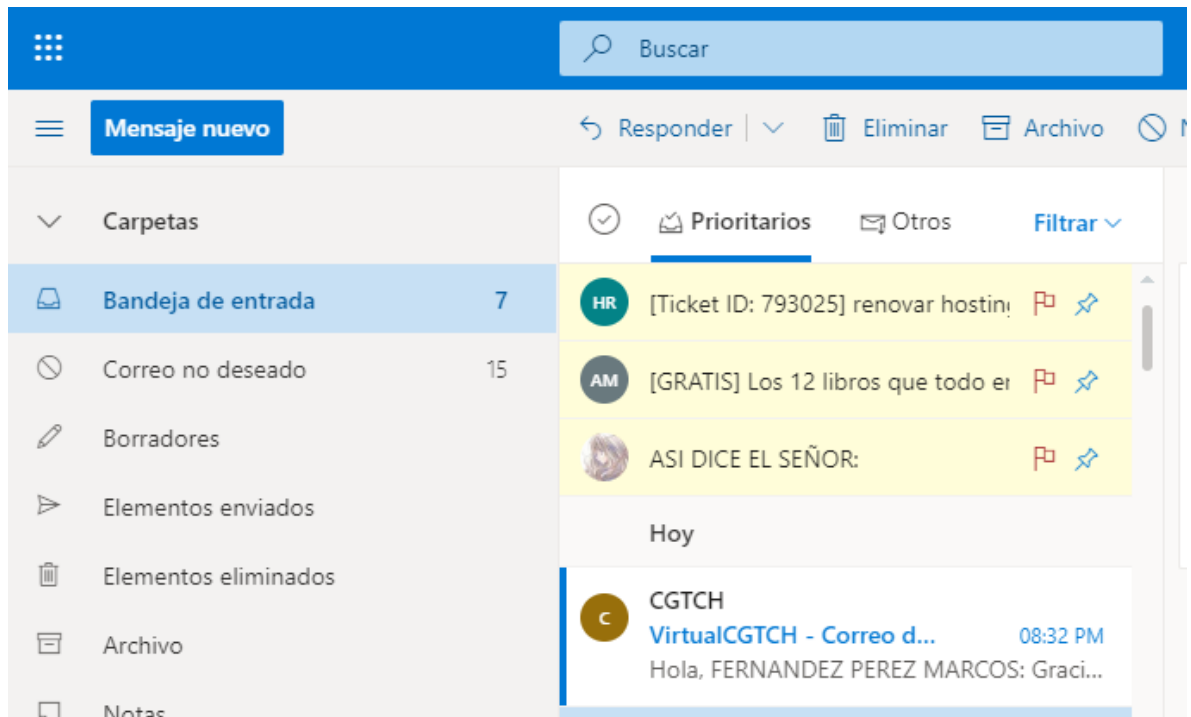 Buscar
Mensaje nuevo
Responder
Eliminar
Archivo
Carpetas
Prioritarios
Otros
Filtrar
Bandeja de entrada 7
Correo no deseado 15
Borradores
Elementos enviados
Elementos eliminados
Archivo
Notas
HR [Ticket ID: 793025] renovar hosting
AM [GRATIS] Los 12 libros que todo
ASI DICE EL SEÑOR:
Hoy
C CGTCH
VirtualCGTCH - Correo d... 08:32 PM
Hola, FERNANDEZ PEREZ MARCOS: Graci...